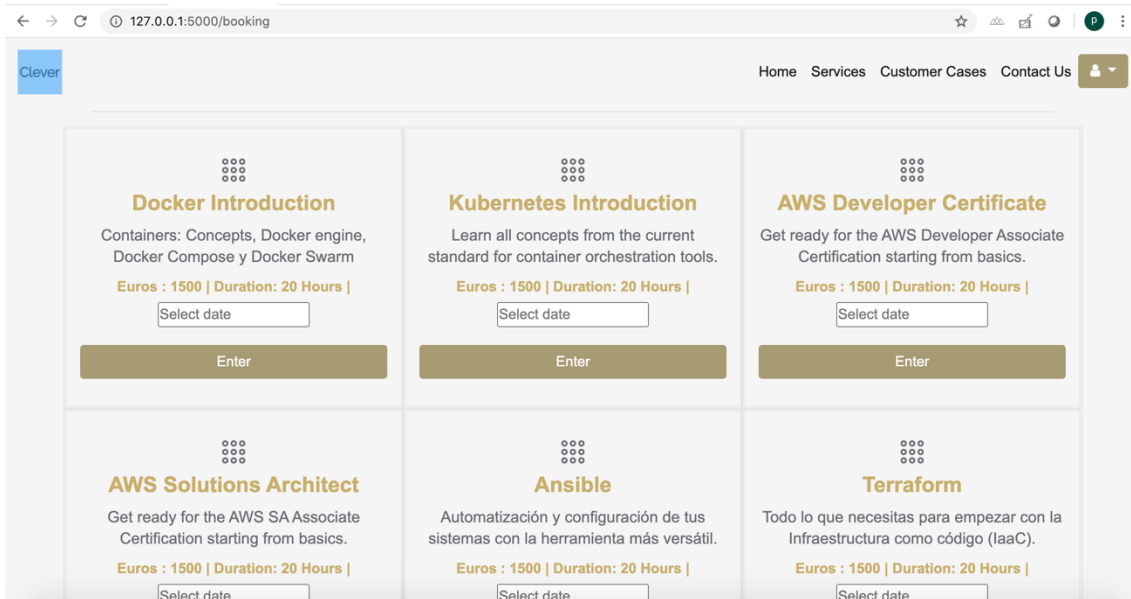 127.0.0.1:5000/booking
P
Clever
Home Services Customer Cases Contact Us
Docker Introduction
Containers: Concepts, Docker engine,
Docker Compose y Docker Swarm
Euros : 1500 | Duration: 20 Hours |
Select date
Enter
Kubernetes Introduction
Learn all concepts from the current
standard for container orchestration tools.
Euros : 1500 | Duration: 20 Hours |
Select date
Enter
AWS Developer Certificate
Get ready for the AWS Developer Associate
Certification starting from basics.
Euros : 1500 | Duration: 20 Hours |
Select date
Enter
AWS Solutions Architect
Get ready for the AWS SA Associate
Certification starting from basics.
Euros : 1500 | Duration: 20 Hours |
Select date
Ansible
Automatización y configuración de tus
sistemas con la herramienta más versátil.
Euros : 1500 | Duration: 20 Hours |
Select date
Terraform
Todo lo que necesitas para empezar con la
Infraestructura como código (IaaC).
Euros : 1500 | Duration: 20 Hours |
Select date